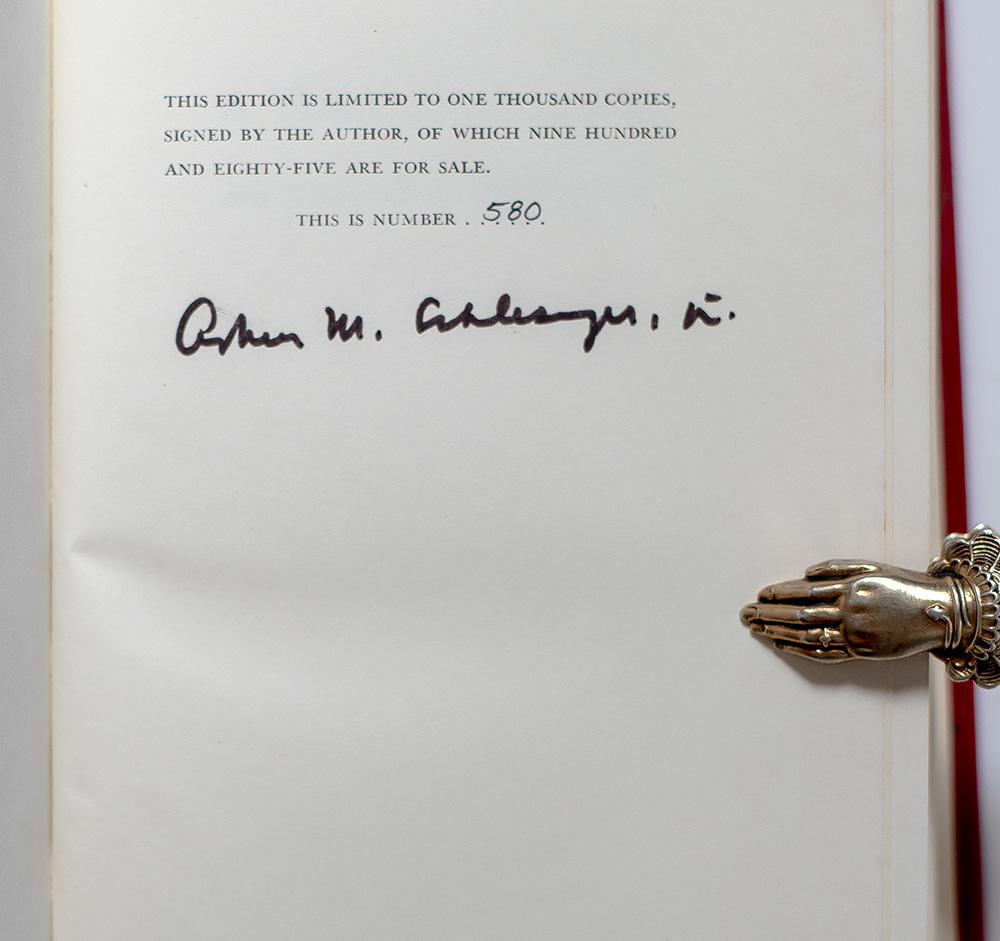 THIS EDITION IS LIMITED TO ONE THOUSAND COPIES,
SIGNED BY THE AUTHOR, OF WHICH NINE HUNDRED
AND EIGHTY-FIVE ARE FOR SALE.
THIS IS NUMBER . 580.
Arthur M. Schlesinger, Jr.